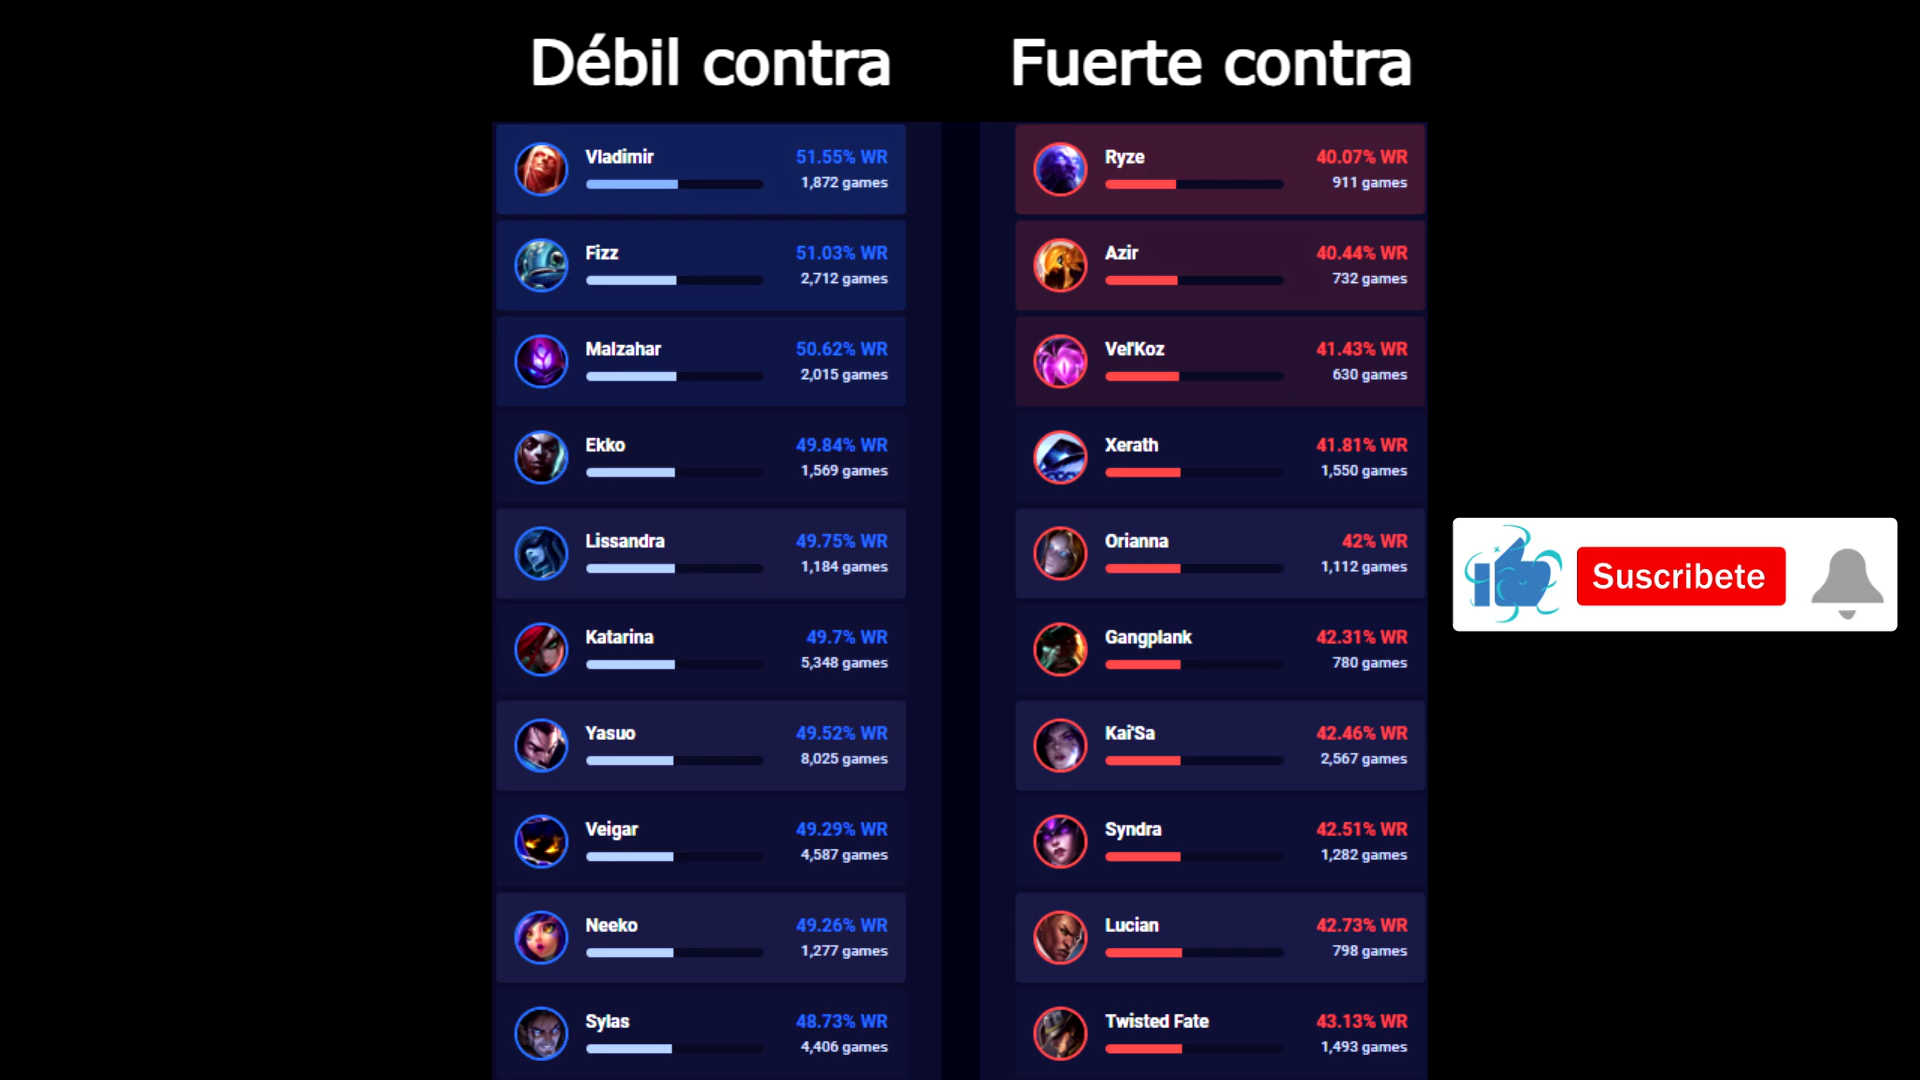 Débil contra
Fuerte contra
Vladimir 51.55% WR
1,872 games
Fizz 51.03% WR
2,712 games
Malzahar 50.62% WR
2,015 games
Ekko 49.84% WR
1,569 games
Lissandra 49.75% WR
1,184 games
Katarina 49.7% WR
5,348 games
Yasuo 49.52% WR
8,025 games
Veigar 49.29% WR
4,587 games
Neeko 49.26% WR
1,277 games
Sylas 48.73% WR
4,406 games
Ryze 40.07% WR
911 games
Azir 40.44% WR
732 games
Vel'Koz 41.43% WR
630 games
Xerath 41.81% WR
1,550 games
Orianna 42% WR
1,112 games
Gangplank 42.31% WR
780 games
Kai'Sa 42.46% WR
2,567 games
Syndra 42.51% WR
1,282 games
Lucian 42.73% WR
798 games
Twisted Fate 43.13% WR
1,493 games
Suscribete